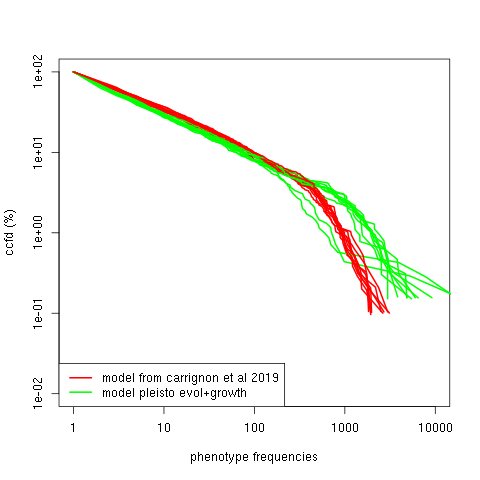 1e+02
1e+01
1e+00
1e-01
1e-02
ccfd (%)
model from carrignon et al 2019
model pleisto evol+growth
1 10 100 1000 10000
phenotype frequencies